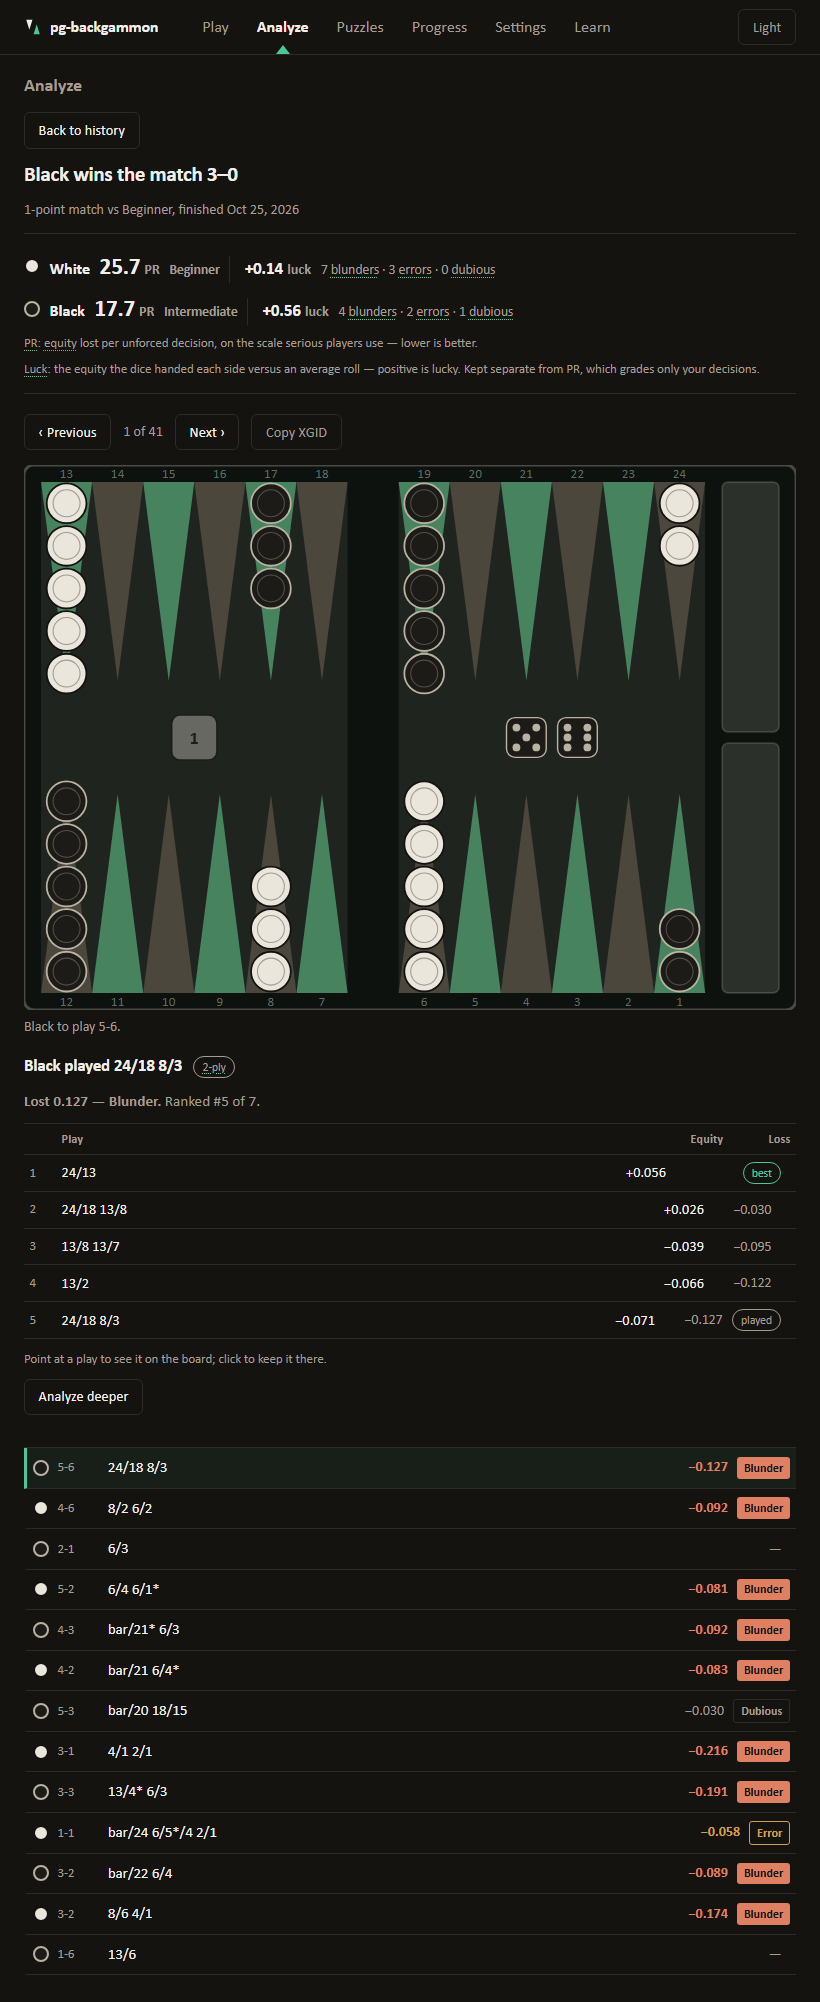 pg-backgammon Play Analyze Puzzles Progress Settings Learn Light
Analyze
Back to history
Black wins the match 3–0
1-point match vs Beginner, finished Oct 25, 2026
White 25.7 PR Beginner +0.14 luck 7 blunders · 3 errors · 0 dubious
Black 17.7 PR Intermediate +0.56 luck 4 blunders · 2 errors · 1 dubious
PR: equity lost per unforced decision, on the scale serious players use — lower is better.
Luck: the equity the dice handed each side versus an average roll — positive is lucky. Kept separate from PR, which grades only your decisions.
‹ Previous 1 of 41 Next › Copy XGID
13 14 15 16 17 18 19 20 21 22 23 24
1
12 11 10 9 8 7 6 5 4 3 2 1
Black to play 5-6.
Black played 24/18 8/3 2-ply
Lost 0.127 — Blunder. Ranked #5 of 7.
Play Equity Loss
1 24/13 +0.056 best
2 24/18 13/8 +0.026 −0.030
3 13/8 13/7 −0.039 −0.095
4 13/2 −0.066 −0.122
5 24/18 8/3 −0.071 −0.127 played
Point at a play to see it on the board; click to keep it there.
Analyze deeper
5-6 24/18 8/3 −0.127 Blunder
4-6 8/2 6/2 −0.092 Blunder
2-1 6/3 —
5-2 6/4 6/1* −0.081 Blunder
4-3 bar/21* 6/3 −0.092 Blunder
4-2 bar/21 6/4* −0.083 Blunder
5-3 bar/20 18/15 −0.030 Dubious
3-1 4/1 2/1 −0.216 Blunder
3-3 13/4* 6/3 −0.191 Blunder
1-1 bar/24 6/5*/4 2/1 −0.058 Error
3-2 bar/22 6/4 −0.089 Blunder
3-2 8/6 4/1 −0.174 Blunder
1-6 13/6 —